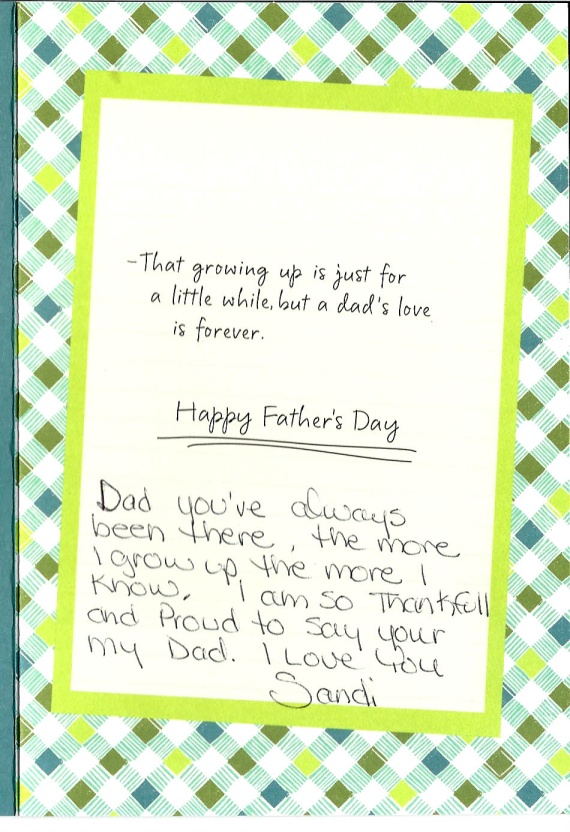 -That growing up is just for
a little while, but a dad's love
is forever.
Happy Father's Day
Dad you've always
been there, the more
I grow up the more I
know. I am so Thankfull
and Proud to say your
my Dad. I Love You
Sandi